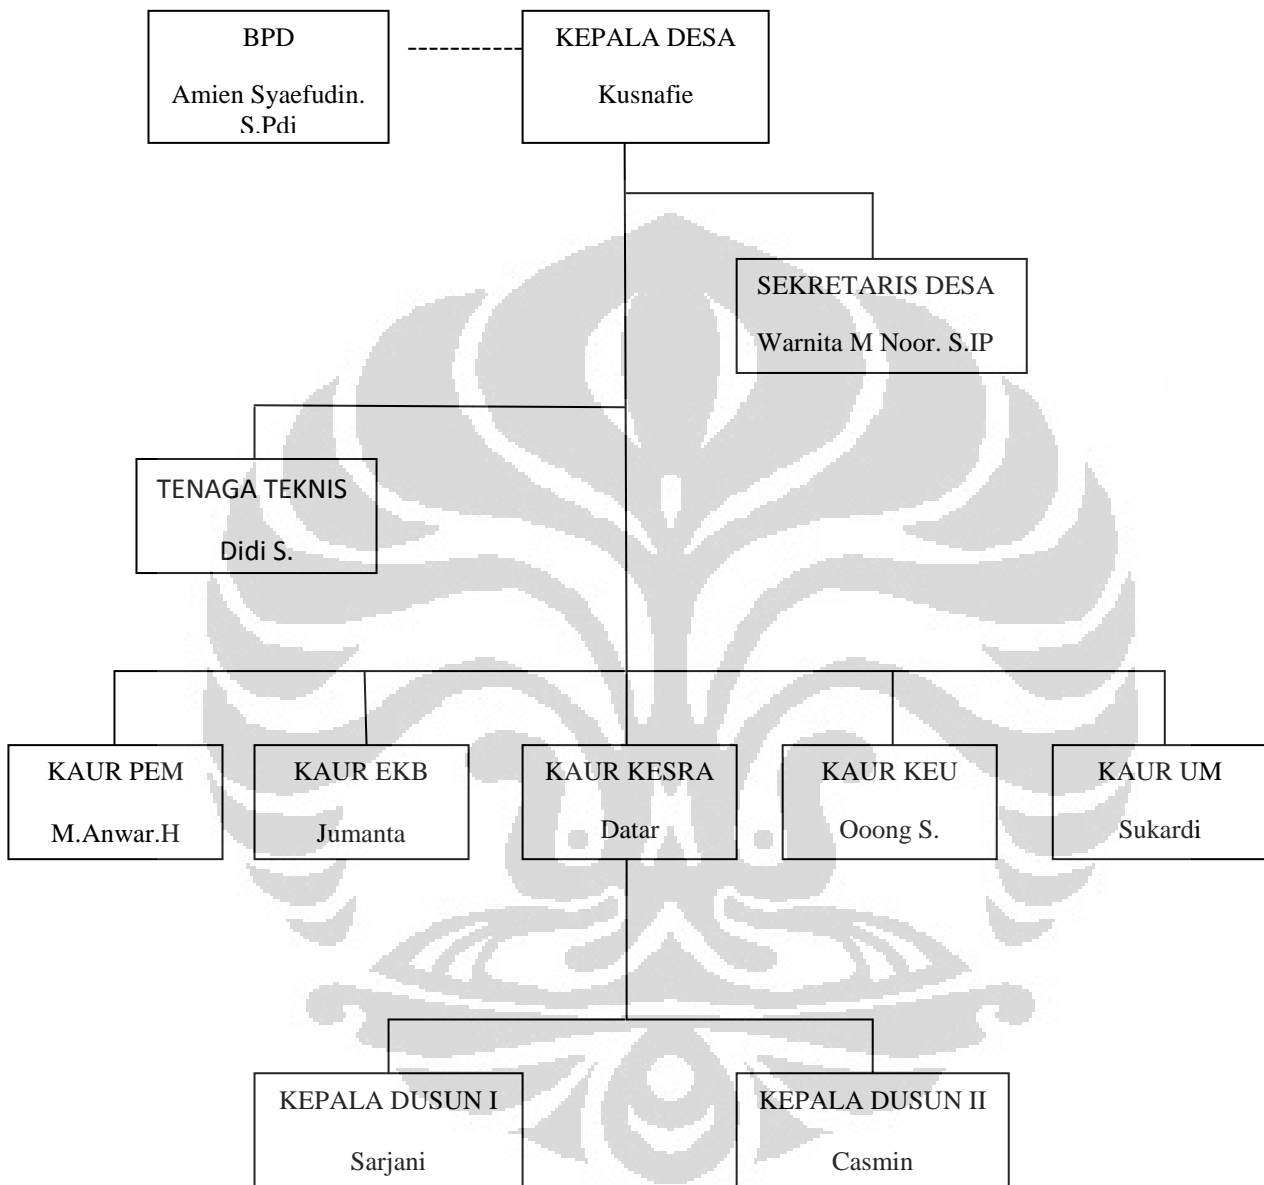 BPD
Amien Syaefudin.
S.Pdi
KEPALA DESA
Kusnafie
SEKRETARIS DESA
Warnita M Noor. S.IP
TENAGA TEKNIS
Didi S.
KAUR PEM
M.Anwar.H
KAUR EKB
Jumanta
KAUR KESRA
Datar
KAUR KEU
Ooong S.
KAUR UM
Sukardi
KEPALA DUSUN I
Sarjani
KEPALA DUSUN II
Casmin